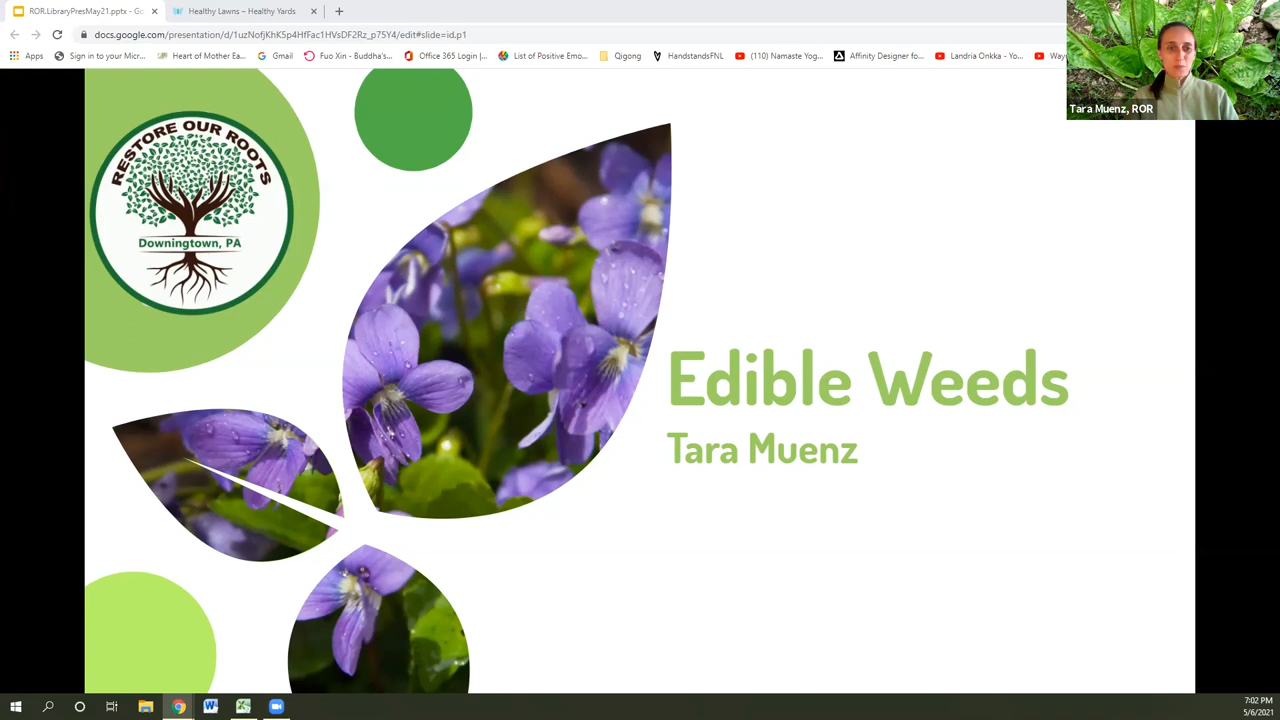 ROR.LibraryPresMay21.pptx - Go
Healthy Lawns – Healthy Yards
docs.google.com/presentation/d/1uzNofjKhK5p4HfFac1HVsDF2Rz_p75Y4/edit#slide=id.p1
Apps
Sign in to your Micr...
Heart of Mother Ea...
Gmail
Fuo Xin - Buddha's...
Office 365 Login |...
List of Positive Emo...
Qigong
HandstandsFNL
(110) Namaste Yog...
Affinity Designer fo...
Landria Onkka - Yo...
Way
Tara Muenz, ROR
RESTORE OUR ROOTS
Downingtown, PA
Edible Weeds
Tara Muenz
7:02 PM
5/6/2021